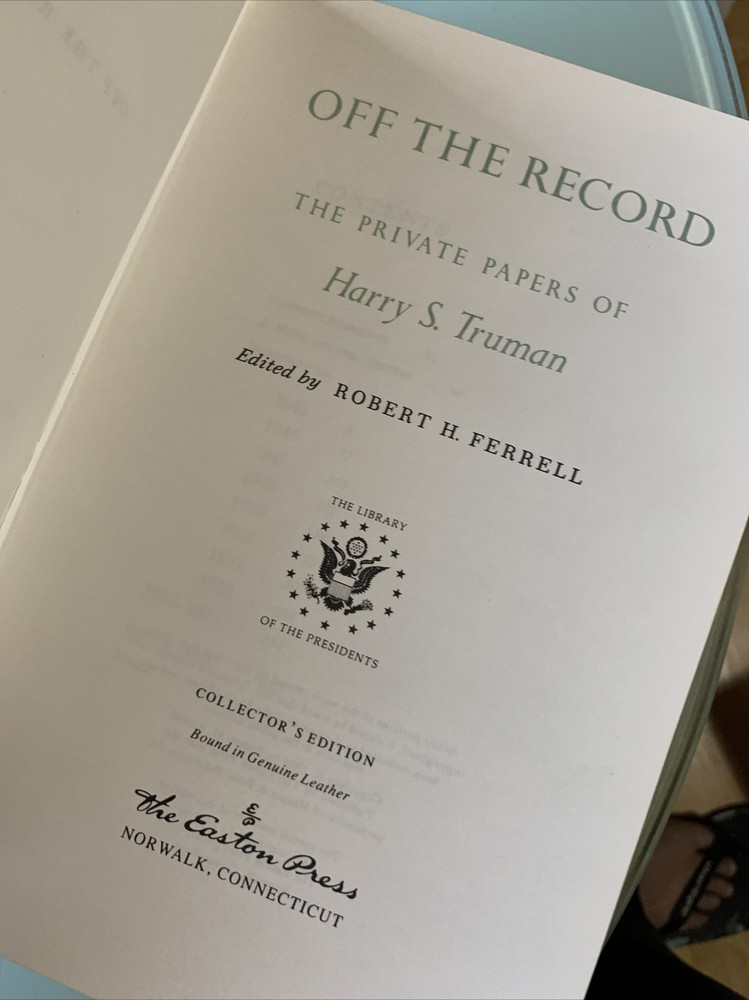 OFF THE RECORD
THE PRIVATE PAPERS OF
Harry S. Truman
Edited by ROBERT H. FERRELL
THE LIBRARY
OF THE PRESIDENTS
COLLECTOR'S EDITION
Bound in Genuine Leather
The Easton Press
NORWALK, CONNECTICUT